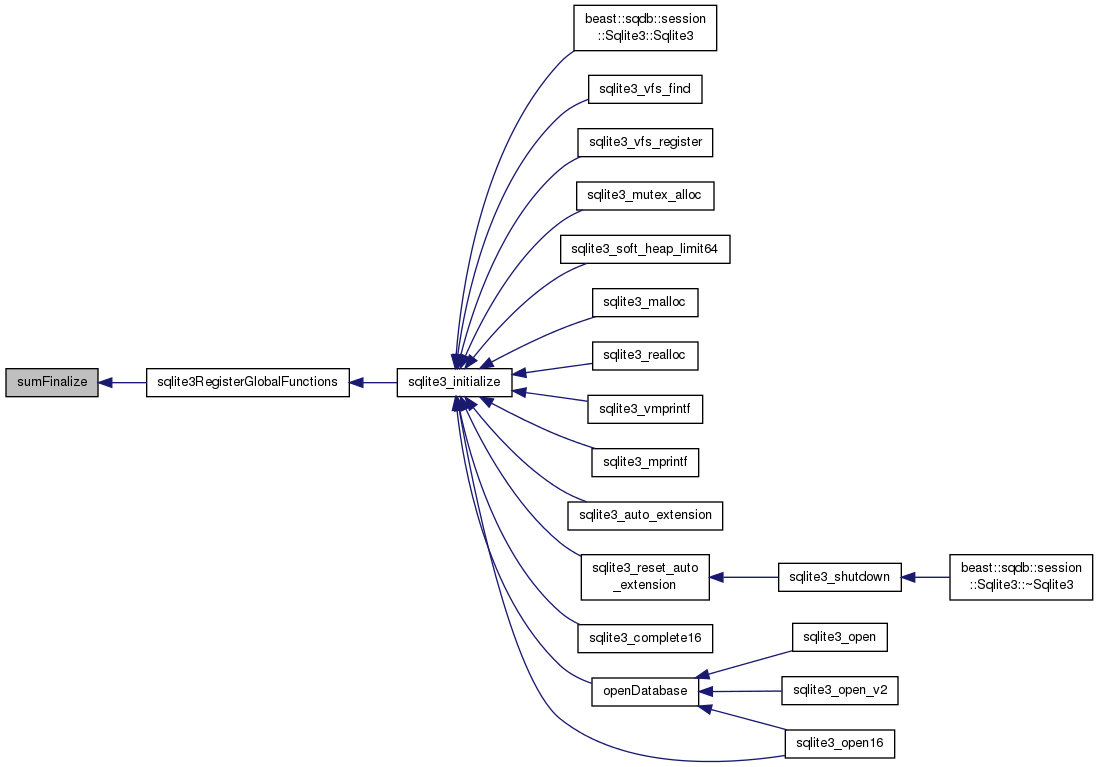 beast::sqdb::session
::Sqlite3::Sqlite3
sqlite3_vfs_find
sqlite3_vfs_register
sqlite3_mutex_alloc
sqlite3_soft_heap_limit64
sqlite3_malloc
sqlite3_realloc
sumFinalize
sqlite3RegisterGlobalFunctions
sqlite3_initialize
sqlite3_vmprintf
sqlite3_mprintf
sqlite3_auto_extension
sqlite3_reset_auto
_extension
sqlite3_shutdown
beast::sqdb::session
::Sqlite3::~Sqlite3
sqlite3_complete16
sqlite3_open
openDatabase
sqlite3_open_v2
sqlite3_open16